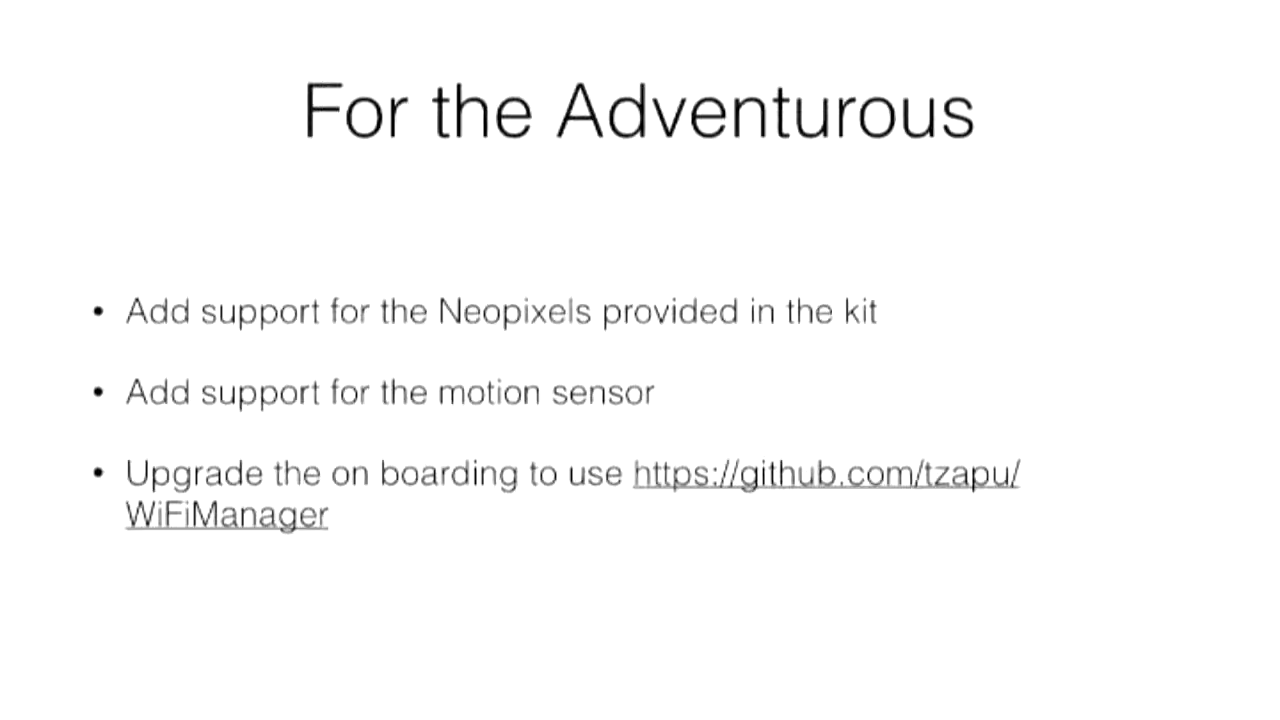 For the Adventurous
• Add support for the Neopixels provided in the kit
• Add support for the motion sensor
• Upgrade the on boarding to use https://github.com/tzapu/
WiFiManager